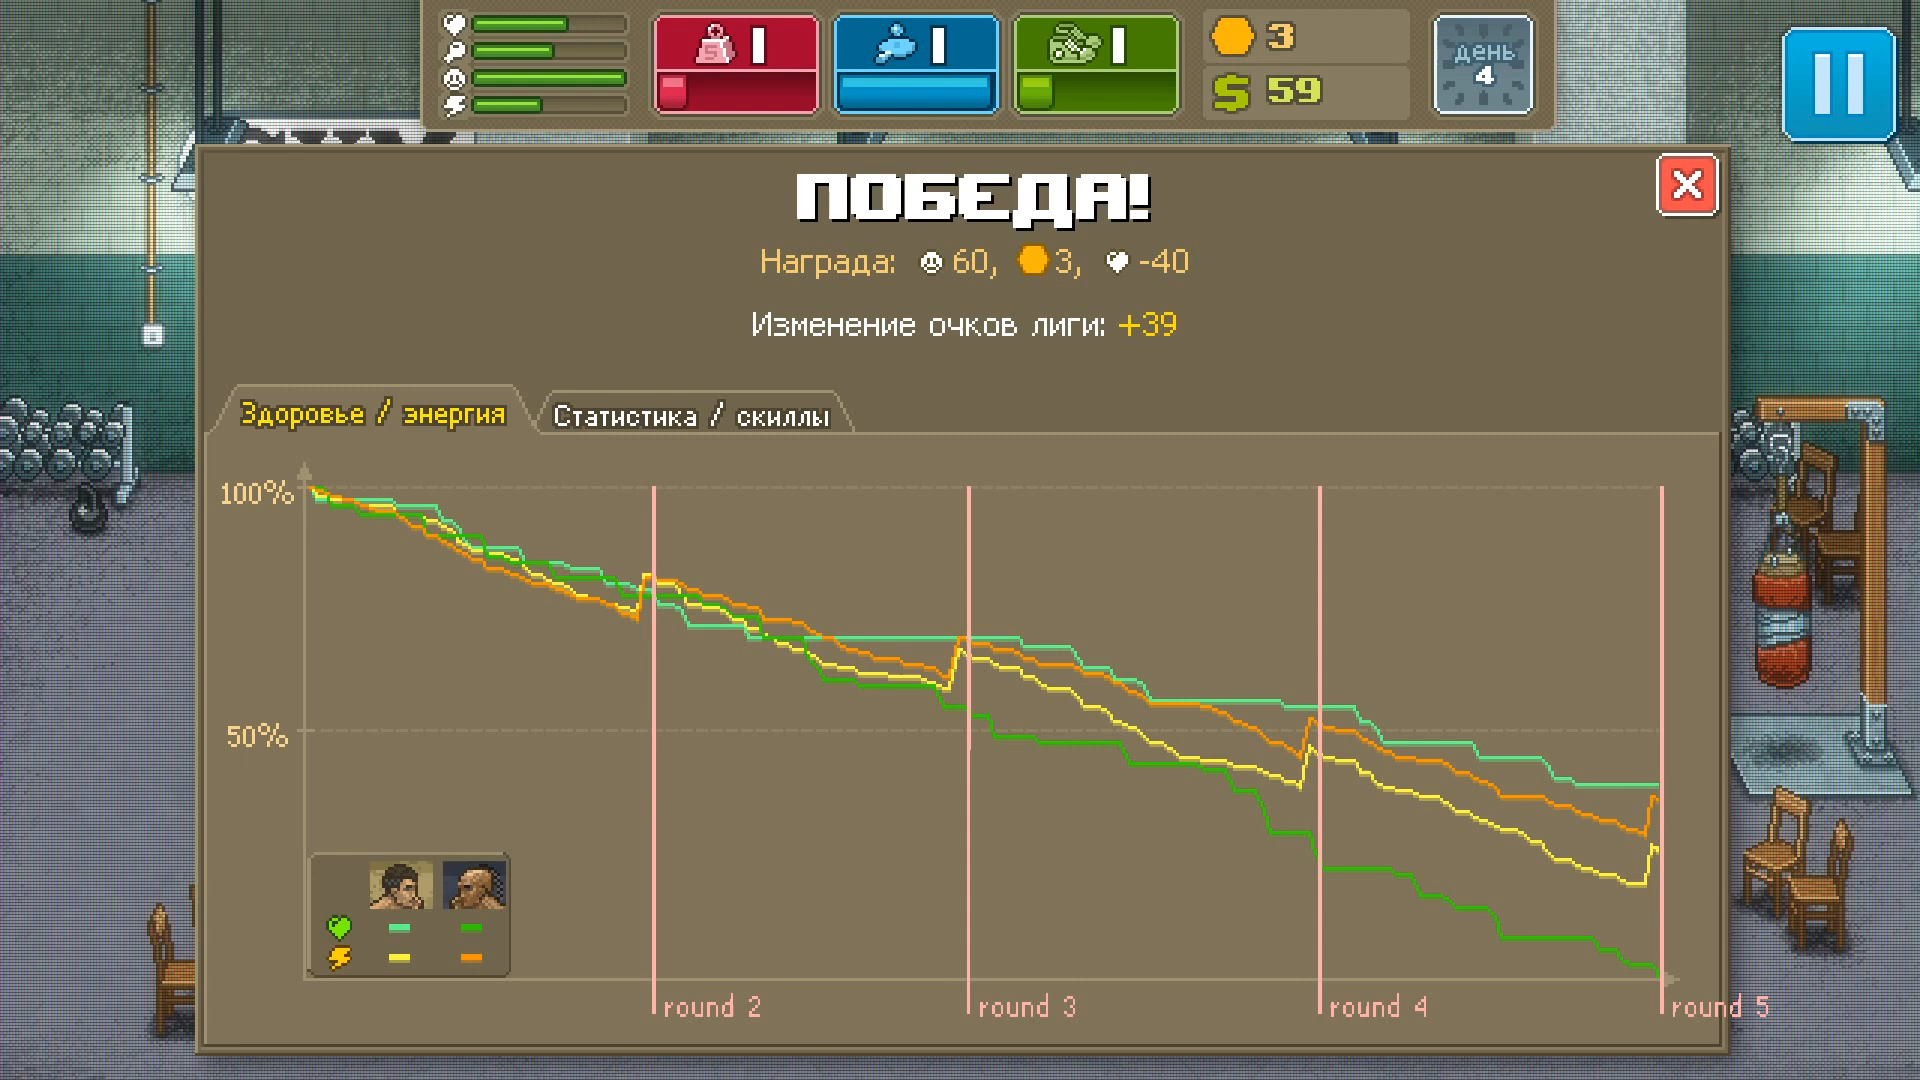 3
59
день
4
ПОБЕДА!
Награда: 60, 3, -40
Изменение очков лиги: +39
Здоровье / энергия
Статистика / скиллы
100%
50%
round 2
round 3
round 4
round 5